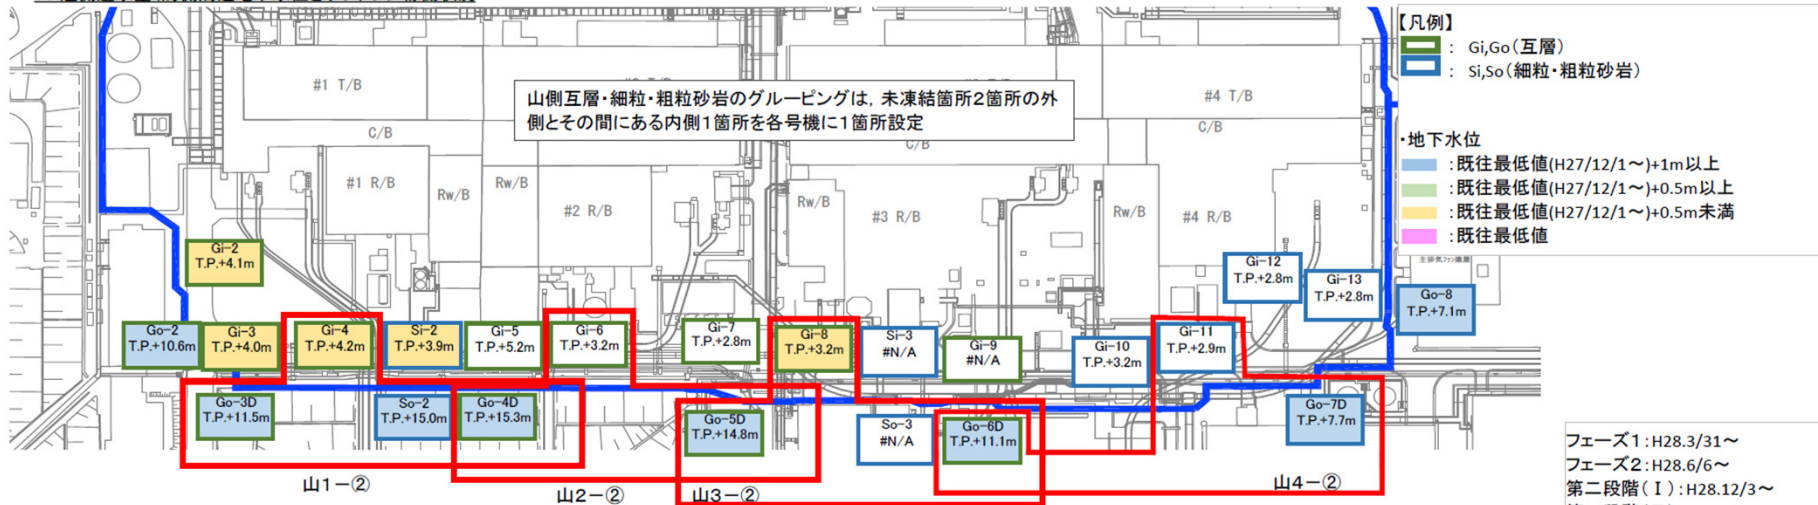 【凡例】
: Gi,Go(互層)
: Si,So(細粒・粗粒砂岩)
・地下水位
:既往最低値(H27/12/1～)+1m以上
:既往最低値(H27/12/1～)+0.5m以上
:既往最低値(H27/12/1～)+0.5m未満
:既往最低値
#1 T/B
山側互層・細粒・粗粒砂岩のグルーピングは, 未凍結箇所2箇所の外
側とその間にある内側1箇所を各号機に1箇所設定
#4 T/B
C/B
C/B
C/B
#1 R/B
Rw/B
Rw/B
#2 R/B
Rw/B
#3 R/B
Rw/B
#4 R/B
Gi-2
T.P.+4.1m
Gi-12
T.P.+2.8m
Gi-13
T.P.+2.8m
主排気ファン
Go-8
T.P.+7.1m
Go-2
T.P.+10.6m
Gi-3
T.P.+4.0m
Gi-4
T.P.+4.2m
Si-2
T.P.+3.9m
Gi-5
T.P.+5.2m
Gi-6
T.P.+3.2m
Gi-7
T.P.+2.8m
Gi-8
T.P.+3.2m
Si-3
#N/A
Gi-9
#N/A
Gi-10
T.P.+3.2m
Gi-11
T.P.+2.9m
Go-3D
T.P.+11.5m
So-2
T.P.+15.0m
Go-4D
T.P.+15.3m
Go-5D
T.P.+14.8m
So-3
#N/A
Go-6D
T.P.+11.1m
Go-7D
T.P.+7.7m
山1-②
山2-②
山3-②
山4-②
フェーズ1:H28.3/31～
フェーズ2:H28.6/6～
第二段階(Ⅰ):H28.12/3～